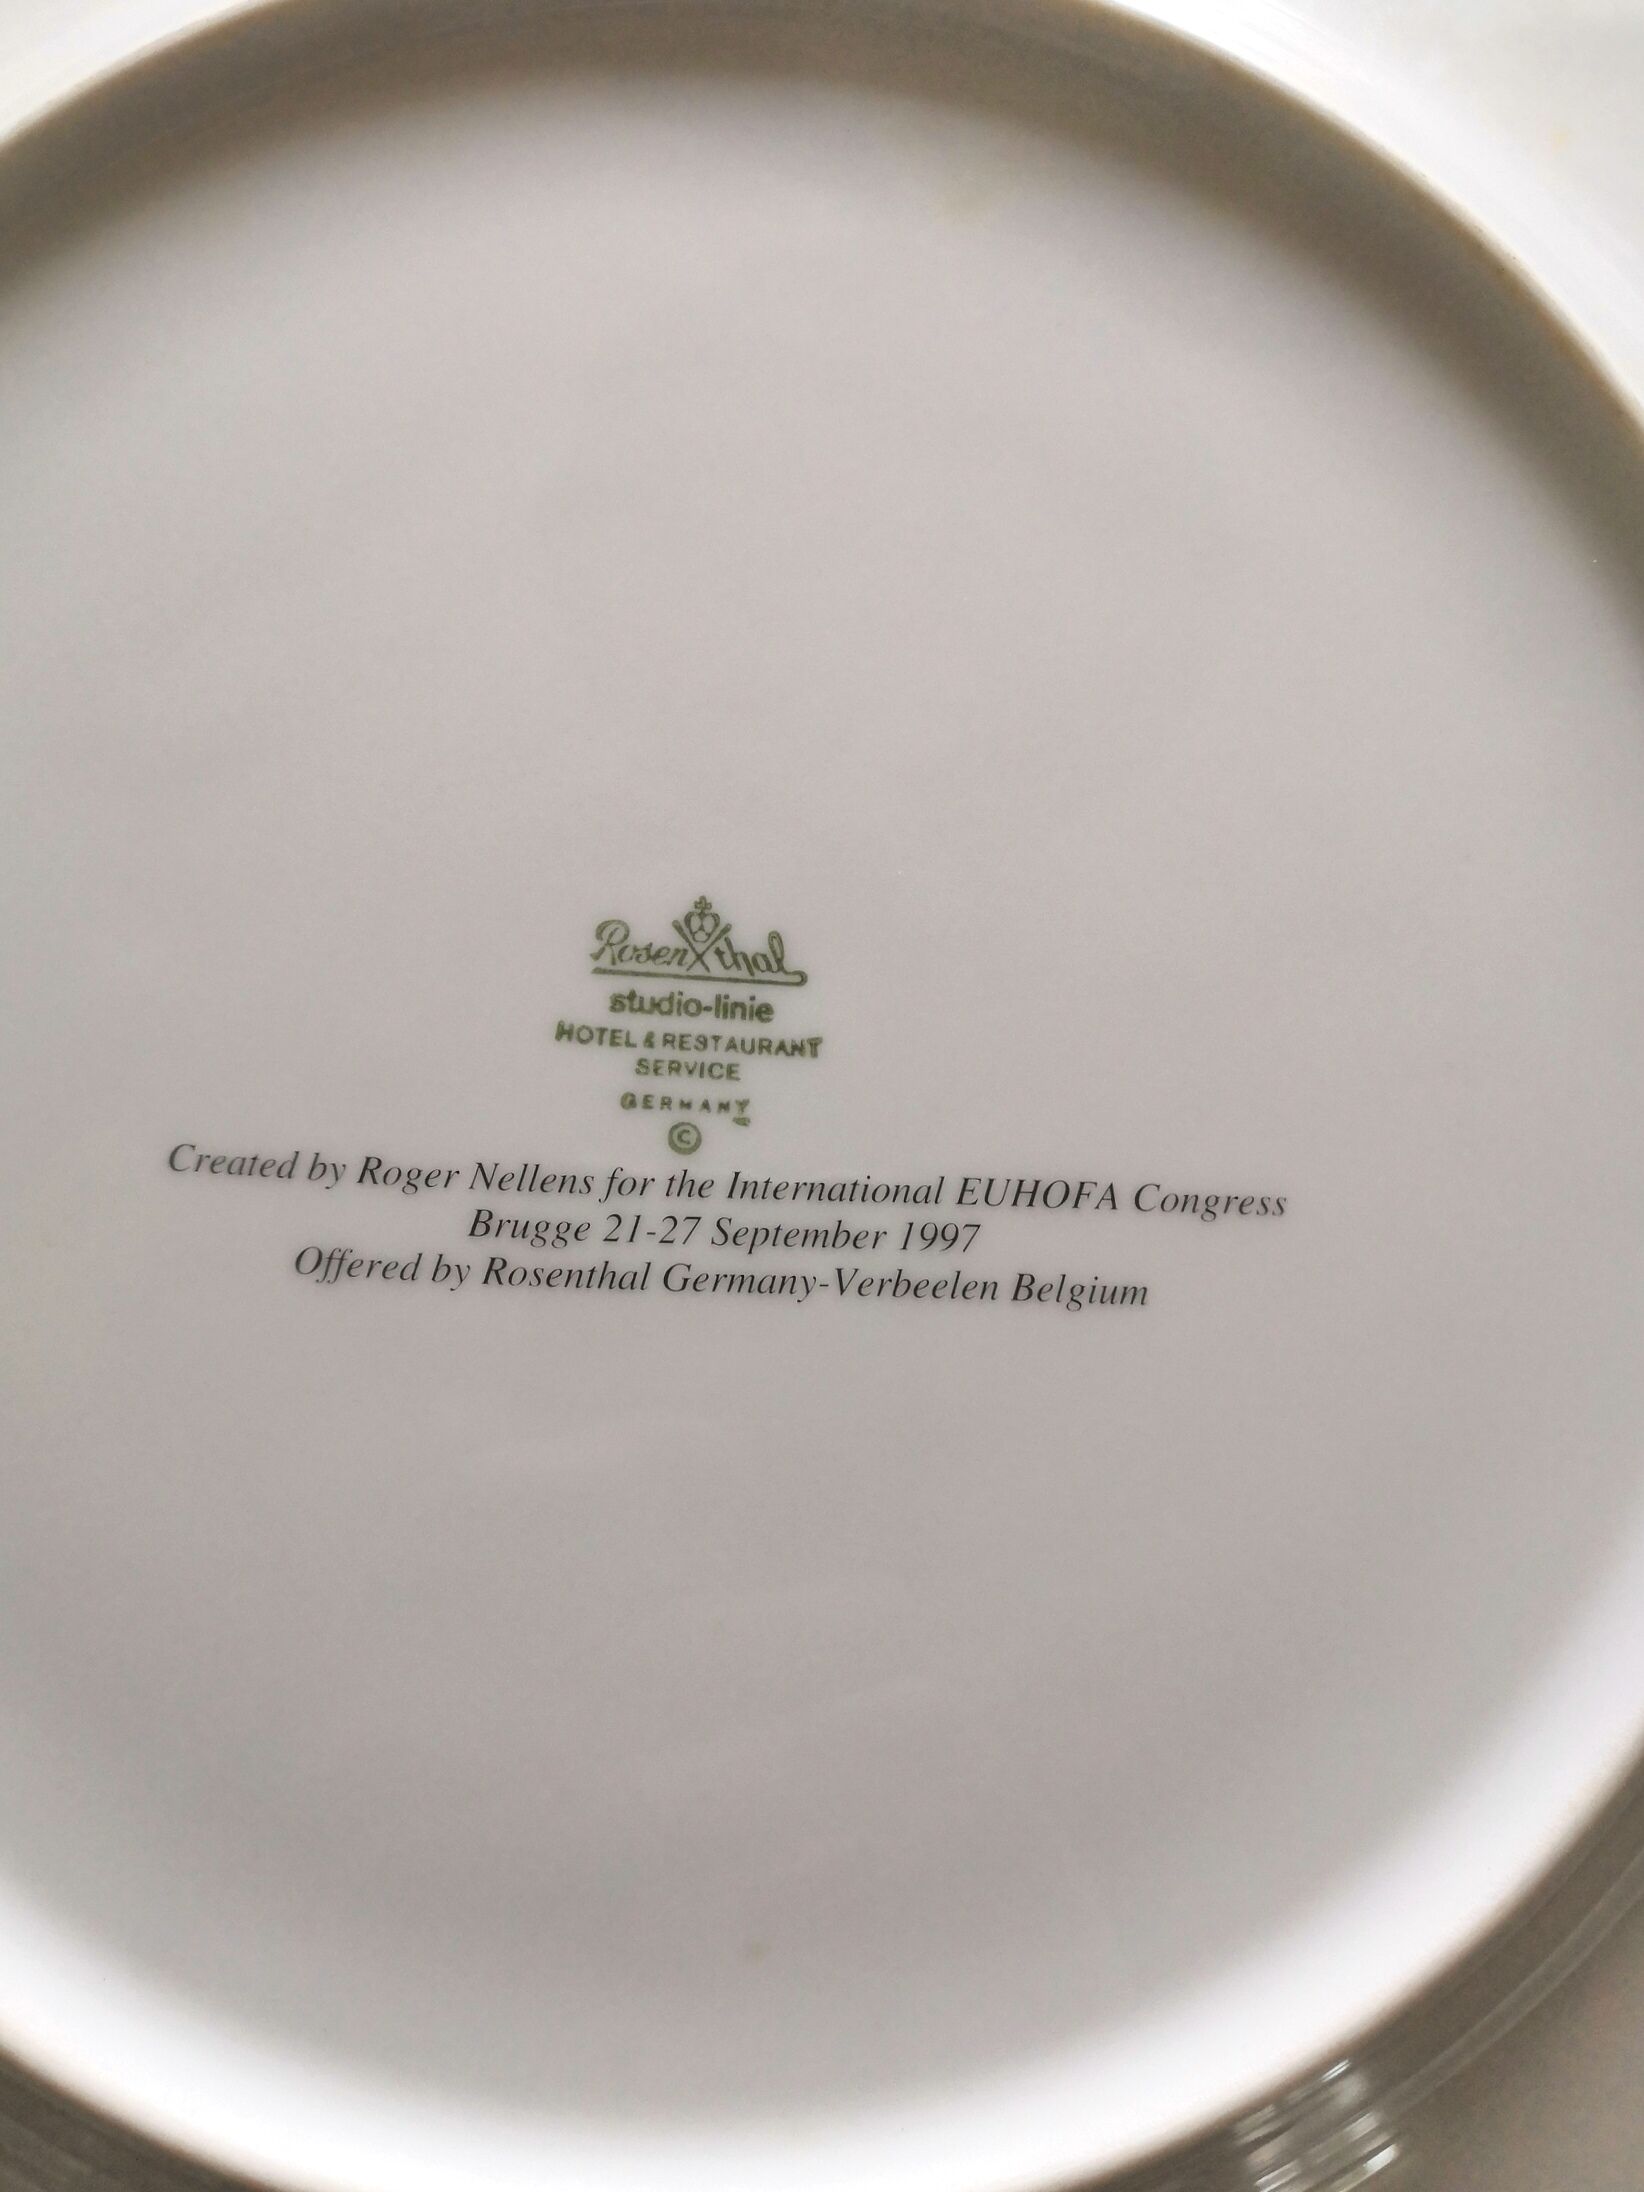 Rosenthal
studio-linie
HOTEL & RESTAURANT
SERVICE
GERMANY
©
Created by Roger Nellens for the International EUHOFA Congress
Brugge 21-27 September 1997
Offered by Rosenthal Germany-Verbeelen Belgium